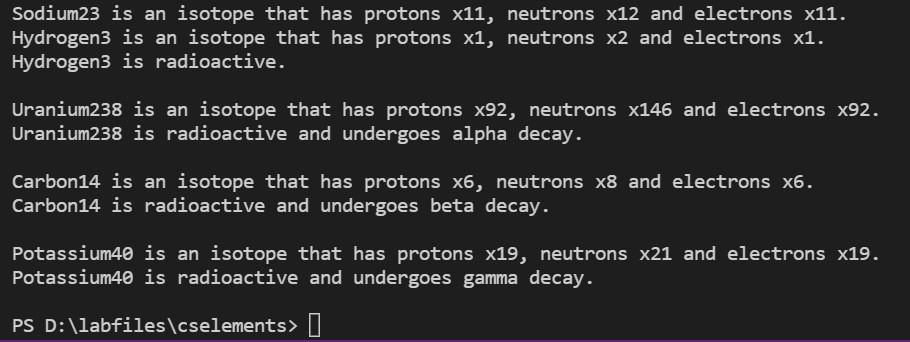 Sodium23 is an isotope that has protons x11, neutrons x12 and electrons x11.
Hydrogen3 is an isotope that has protons x1, neutrons x2 and electrons x1.
Hydrogen3 is radioactive.
Uranium238 is an isotope that has protons x92, neutrons x146 and electrons x92.
Uranium238 is radioactive and undergoes alpha decay.
Carbon14 is an isotope that has protons x6, neutrons x8 and electrons x6.
Carbon14 is radioactive and undergoes beta decay.
Potassium40 is an isotope that has protons x19, neutrons x21 and electrons x19.
Potassium40 is radioactive and undergoes gamma decay.
PS D:\labfiles\cselements>